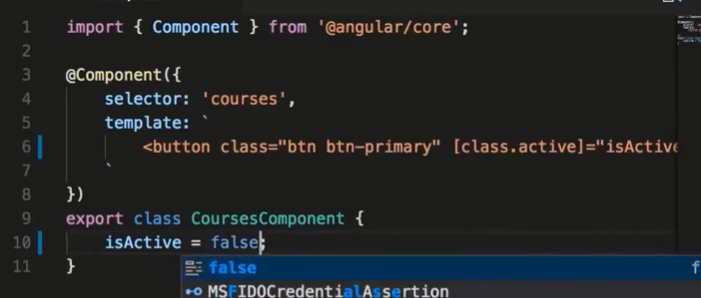 1 import { Component } from '@angular/core';
2
3 @Component({
4 selector: 'courses',
5 template: `
6 <button class="btn btn-primary" [class.active]="isActive
7 `
8 })
9 export class CoursesComponent {
10 isActive = false;
11 }
false
MSFIDOCredentialAssertion